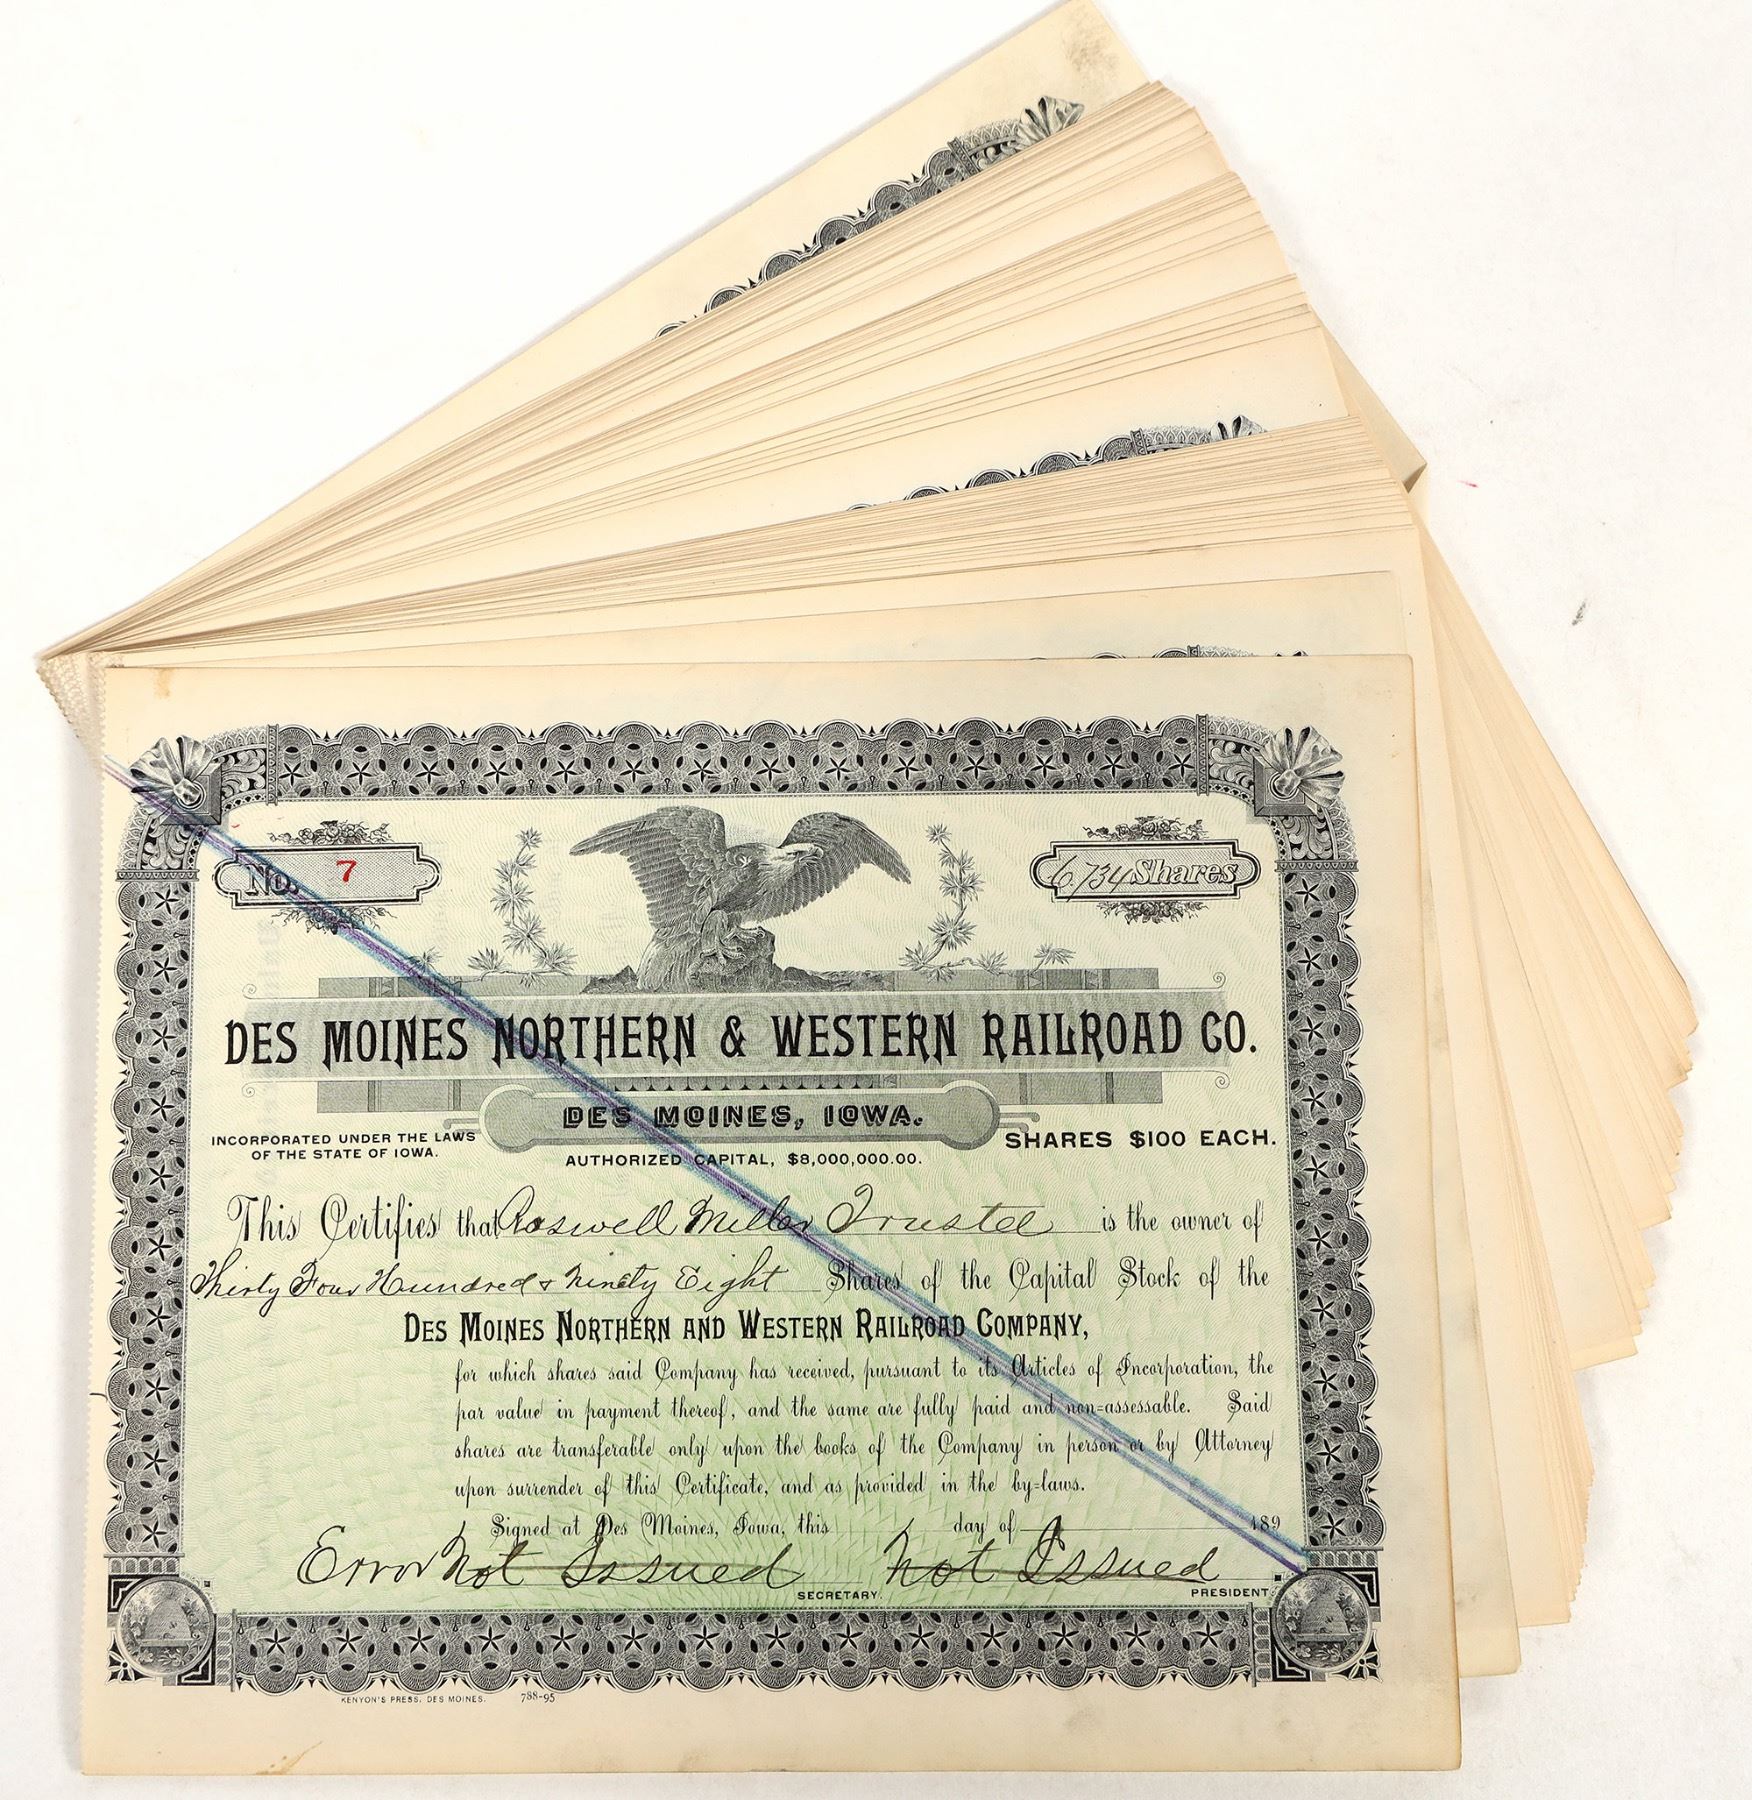 No. 7
6,734 Shares
DES MOINES NORTHERN & WESTERN RAILROAD CO.
DES MOINES, IOWA.
INCORPORATED UNDER THE LAWS
OF THE STATE OF IOWA.
AUTHORIZED CAPITAL, $8,000,000.00.
SHARES $100 EACH.
This Certifies that Roswell Miller Trustee is the owner of
Thirty Four Hundred & Ninety Eight Shares of the Capital Stock of the
DES MOINES NORTHERN AND WESTERN RAILROAD COMPANY,
for which shares said Company has received, pursuant to its Articles of Incorporation, the
par value in payment thereof, and the same are fully paid and non=assessable. Said
shares are transferable only upon the books of the Company in person or by Attorney
upon surrender of this Certificate, and as provided in the by=laws.
Signed at Des Moines, Iowa, this day of 189
Error Not Issued Not Issued
SECRETARY. PRESIDENT.
KENYON'S PRESS, DES MOINES. 788-95